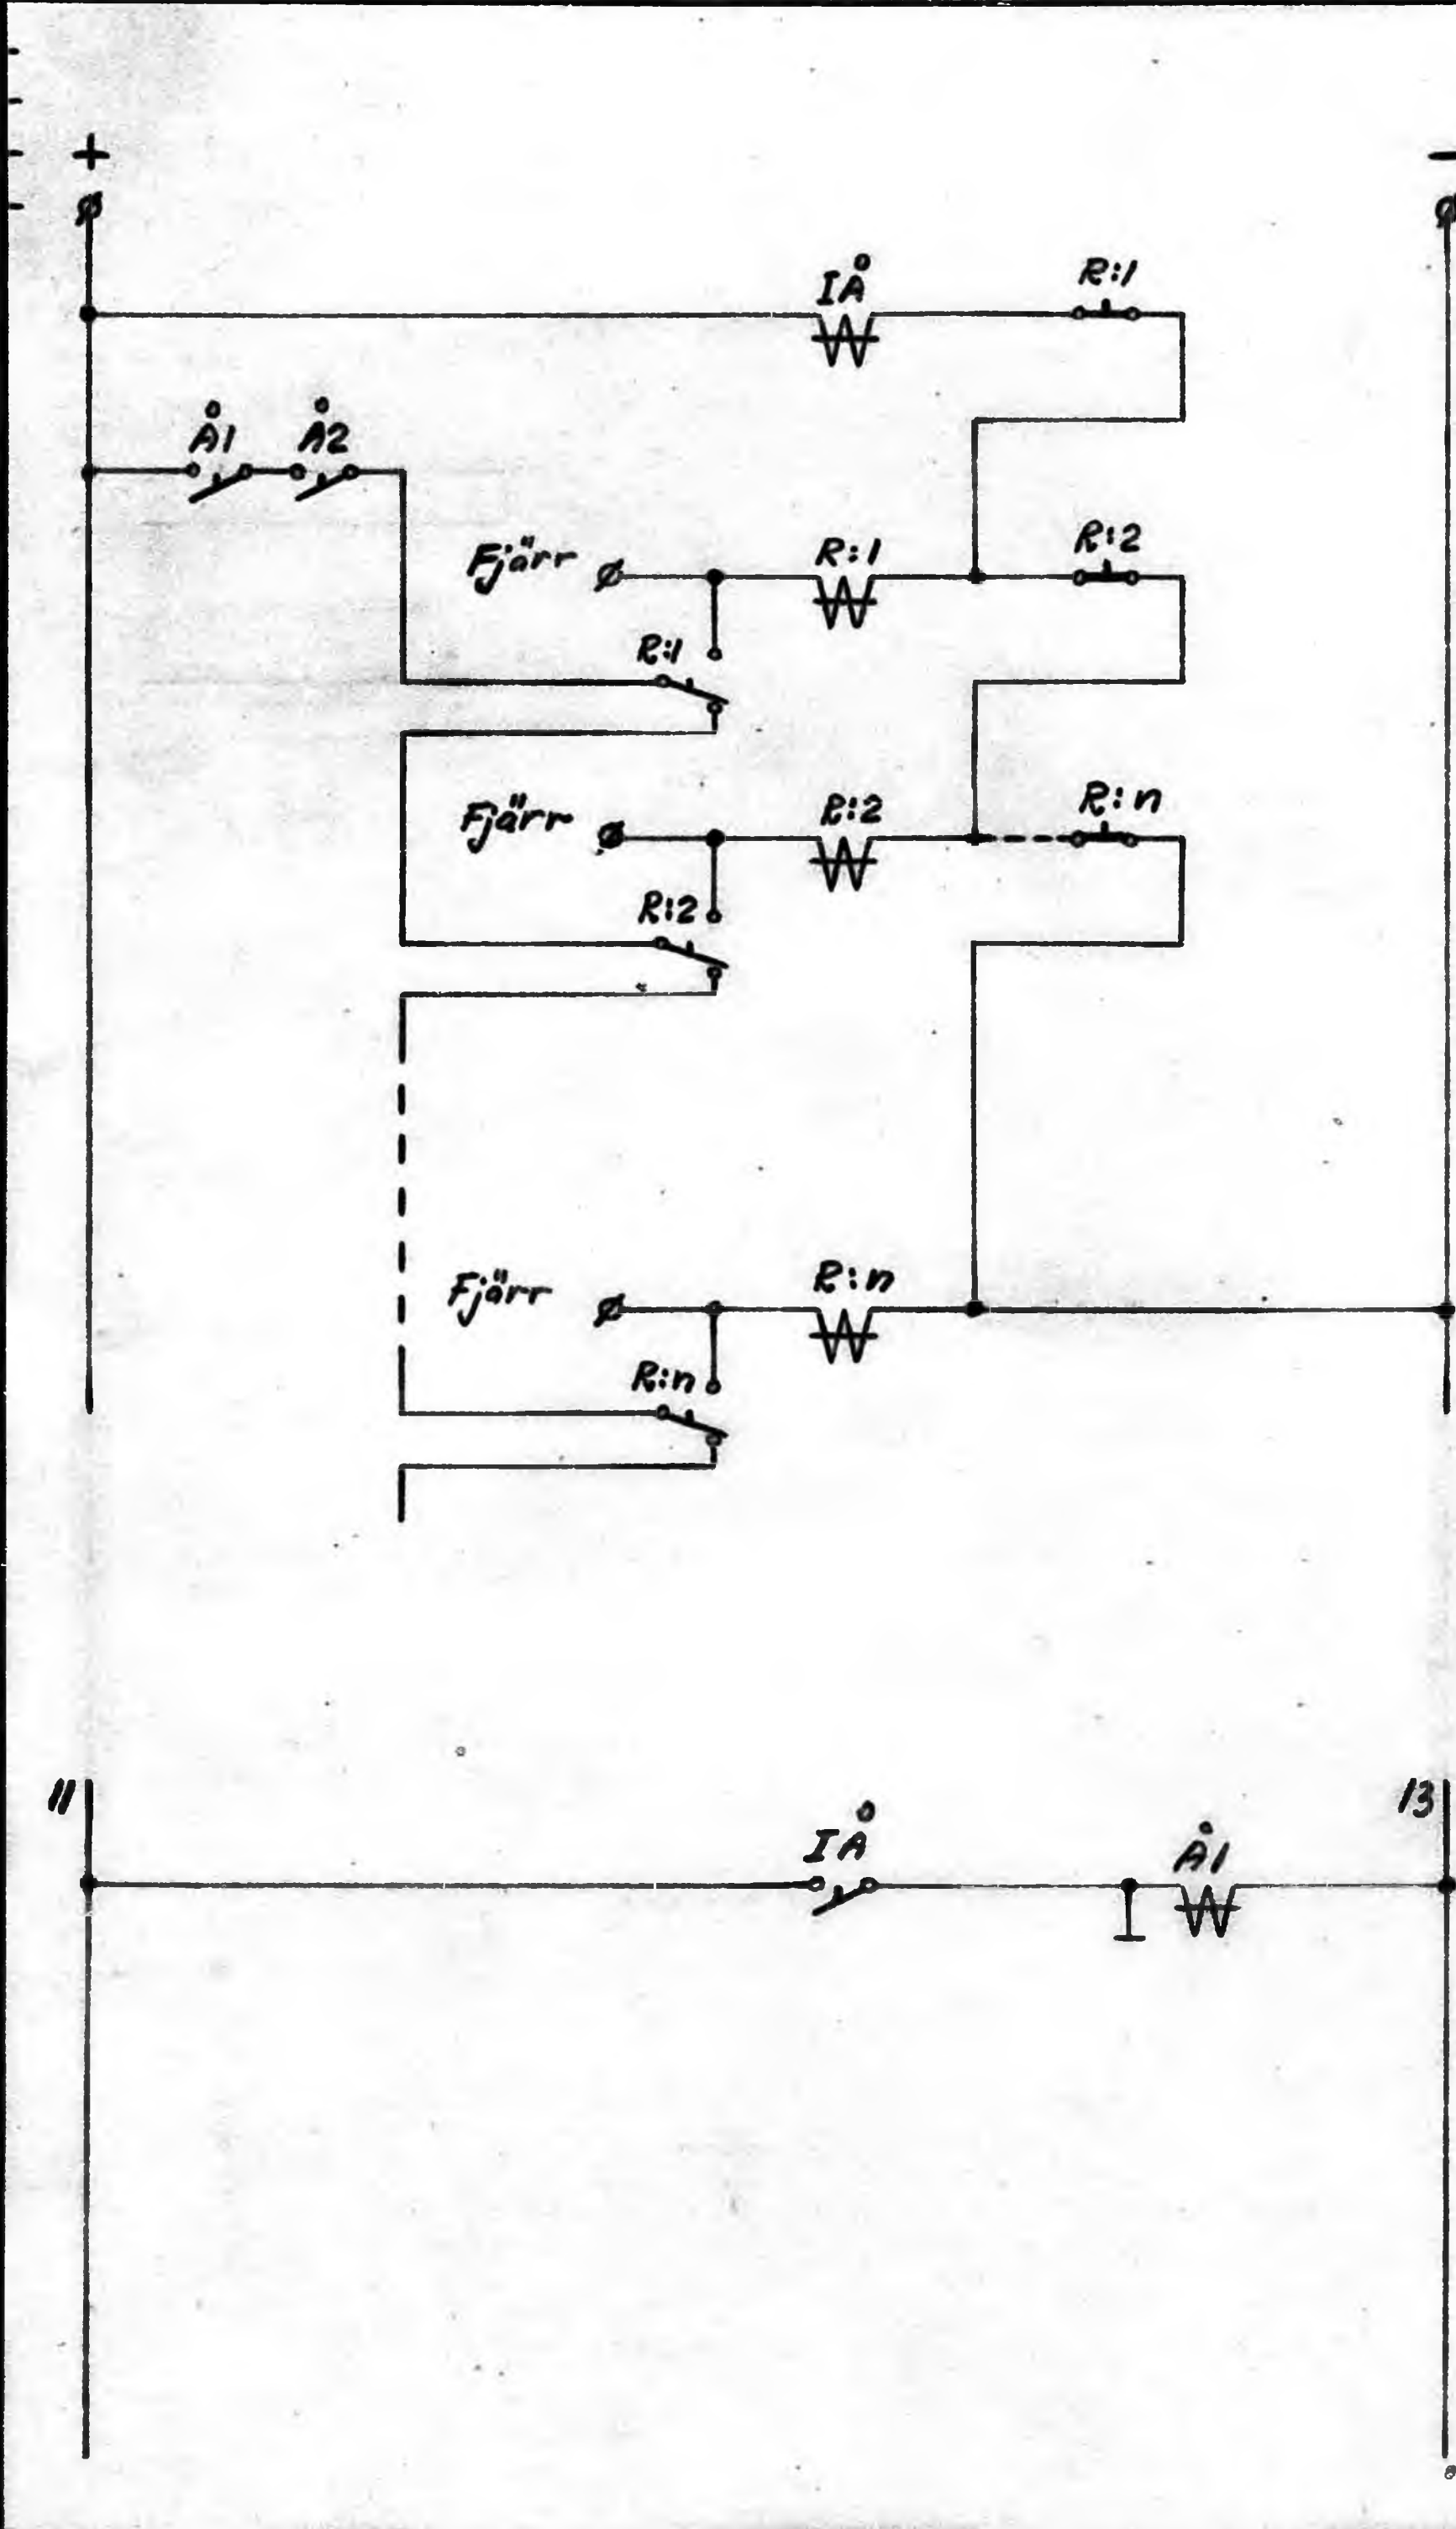 + -
ø ø
IÅ R:1
Å1 Å2
Fjärr ø R:1 R:2
R:1
Fjärr ø R:2 R:n
R:2
Fjärr ø R:n
R:n
11 13
IÅ Å1